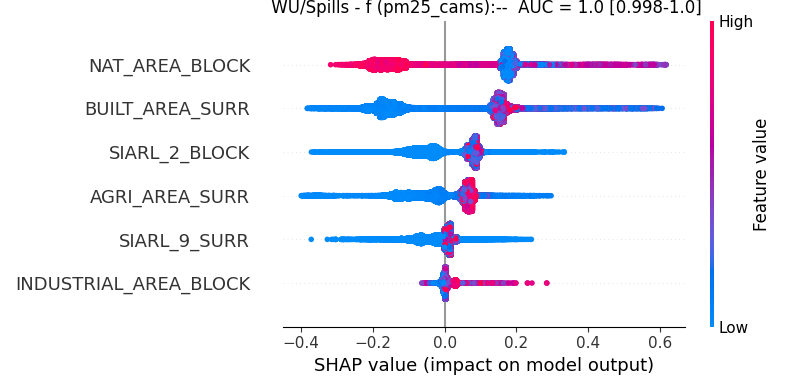 WU/Spills - f (pm25_cams):-- AUC = 1.0 [0.998-1.0]
High
NAT_AREA_BLOCK
BUILT_AREA_SURR
SIARL_2_BLOCK
AGRI_AREA_SURR
SIARL_9_SURR
INDUSTRIAL_AREA_BLOCK
Feature value
Low
−0.4 −0.2 0.0 0.2 0.4 0.6
SHAP value (impact on model output)